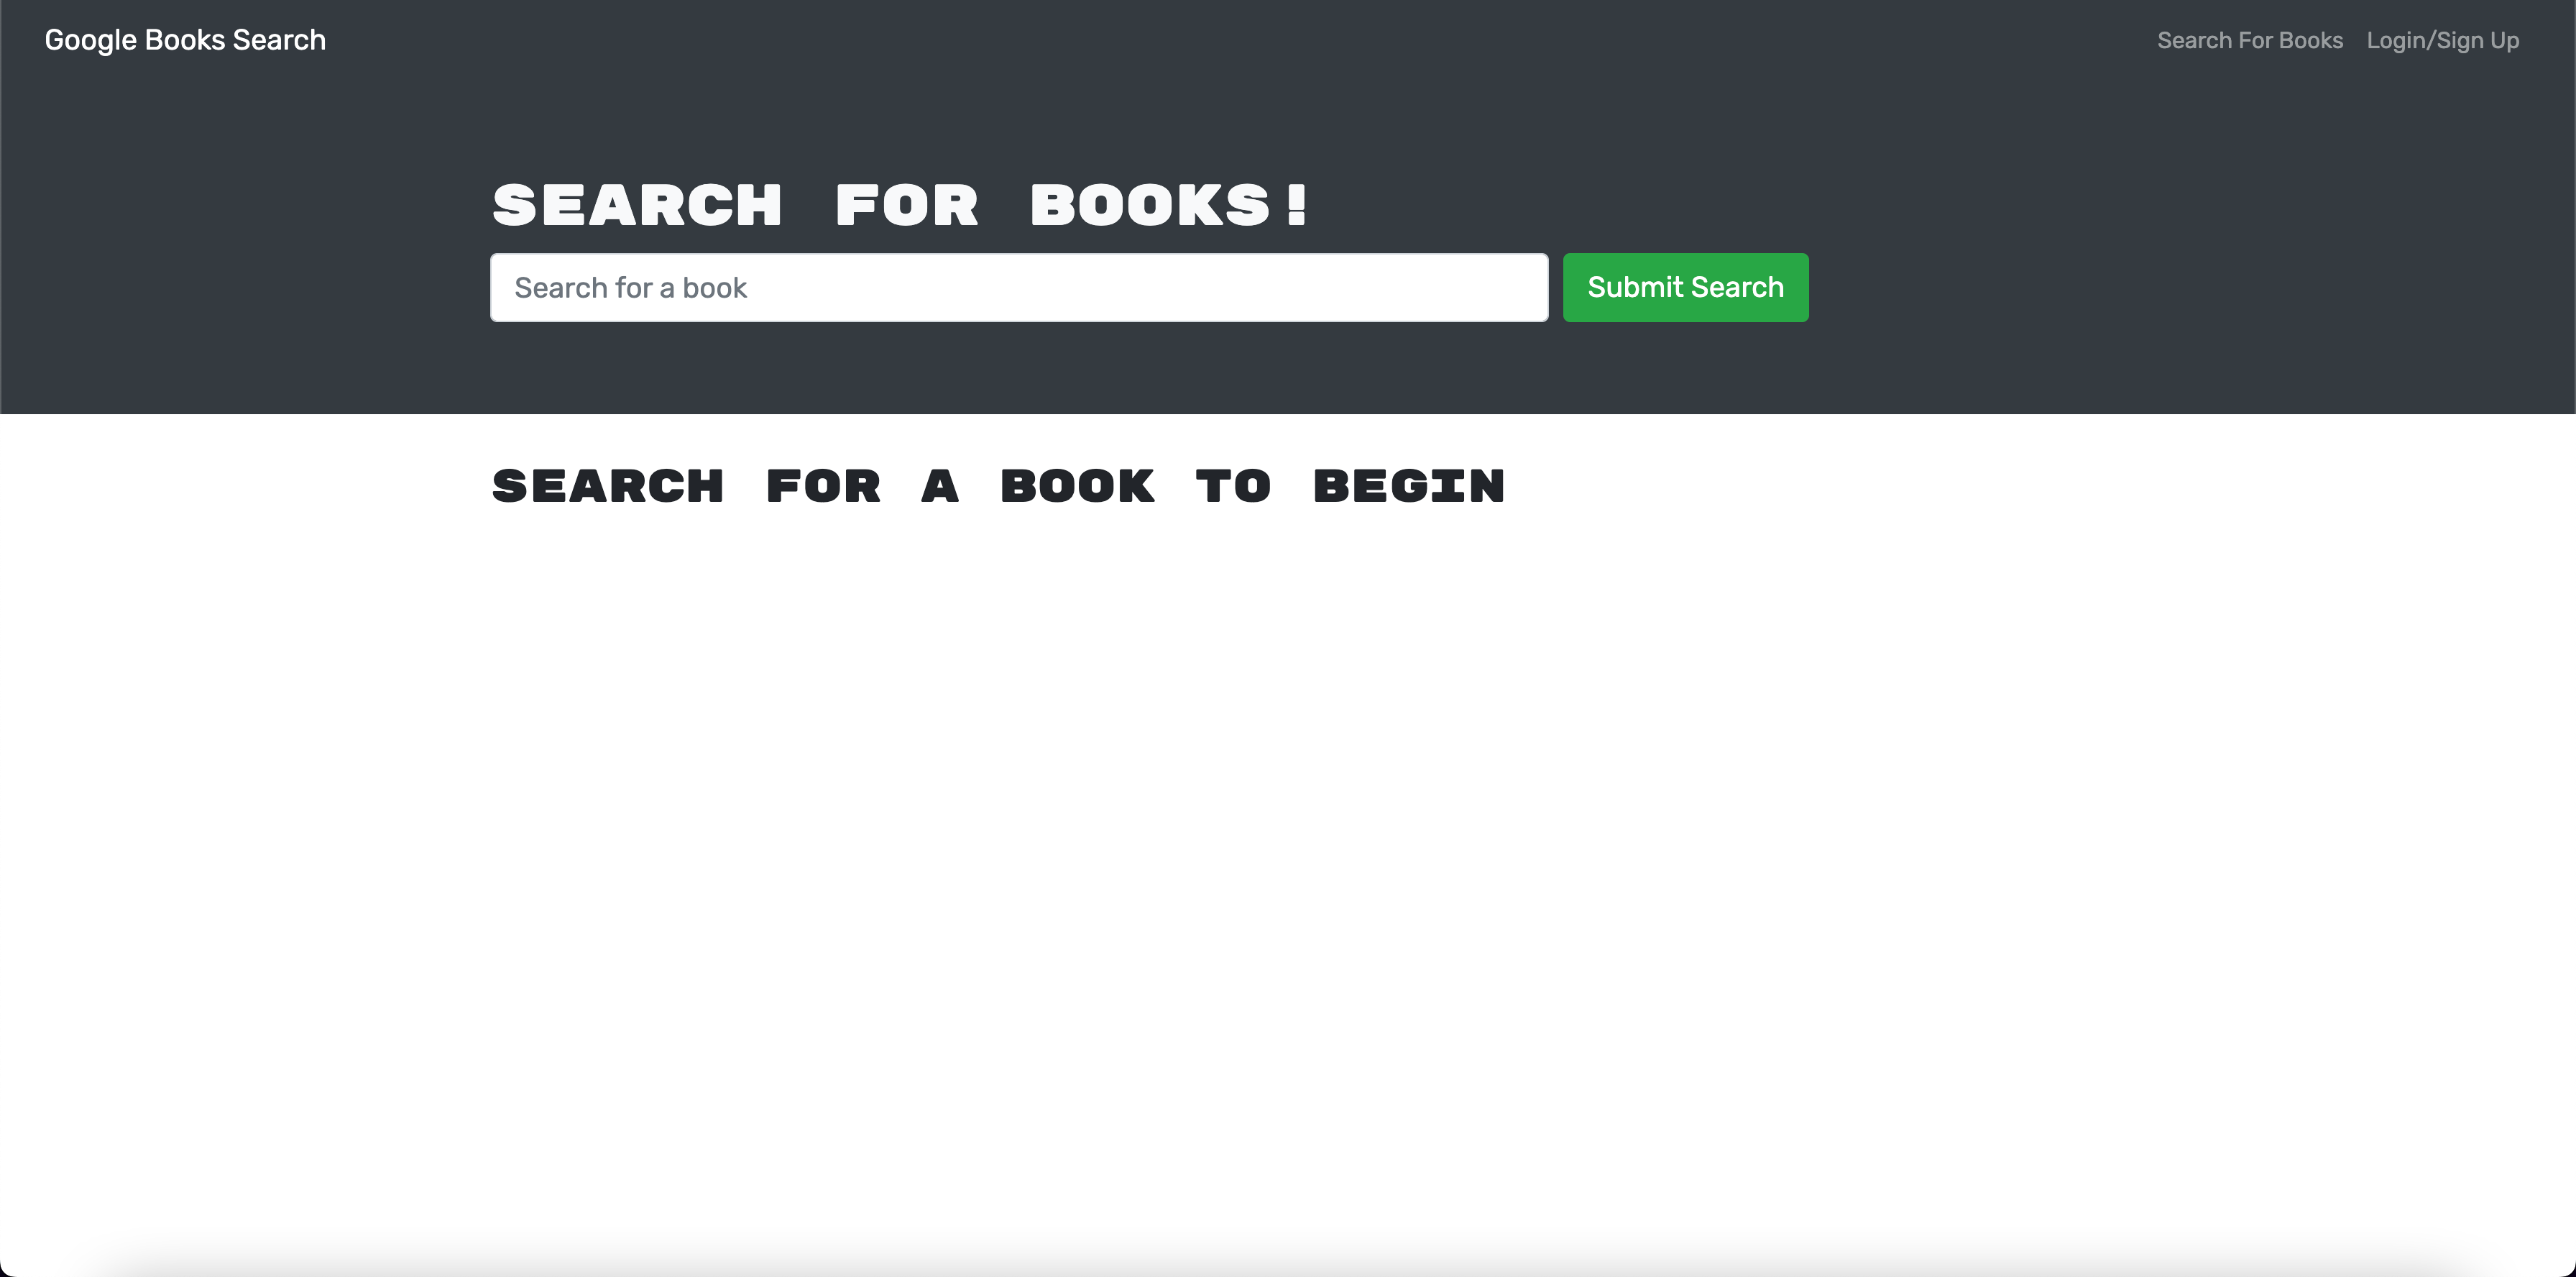 Google Books Search
Search For Books
Login/Sign Up
SEARCH FOR BOOKS!
Search for a book
Submit Search
SEARCH FOR A BOOK TO BEGIN